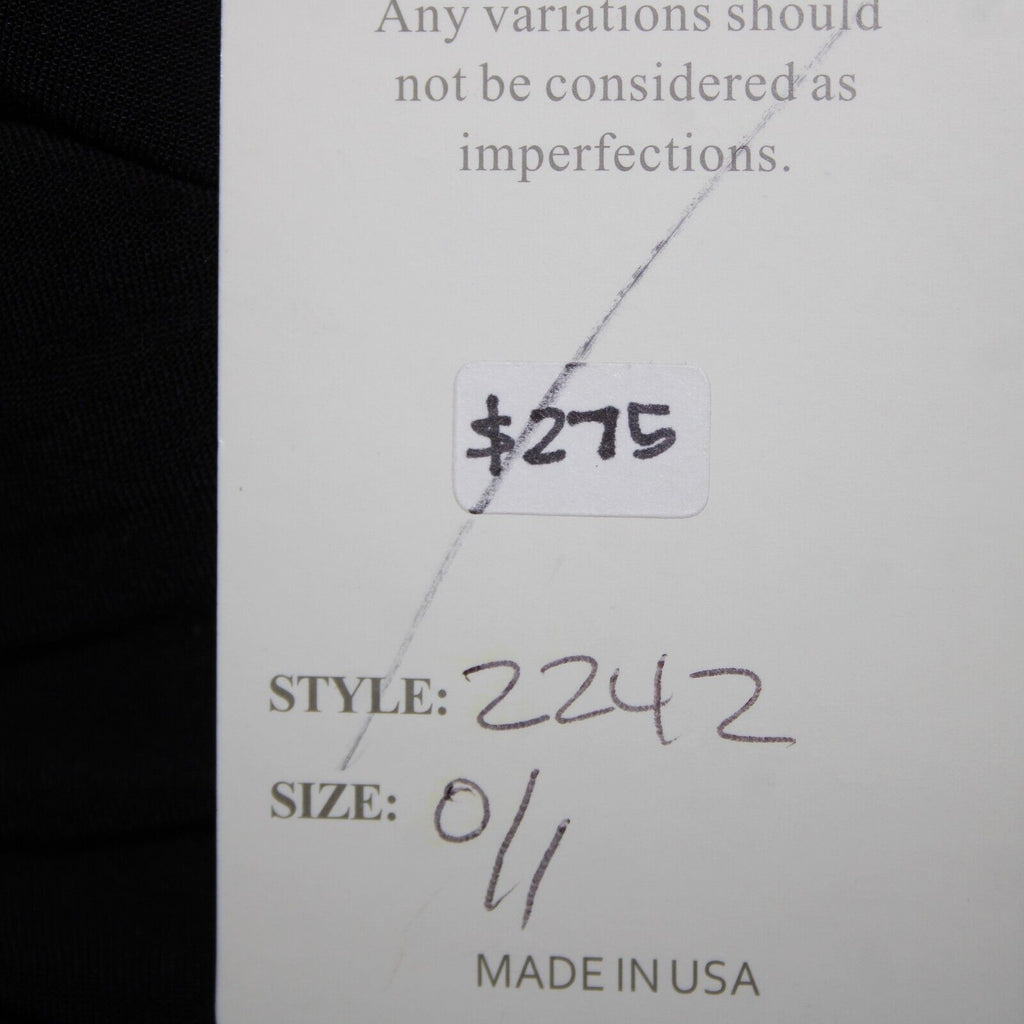 Any variations should
not be considered as
imperfections.
$275
STYLE: 2242
SIZE: 0/1
MADE IN USA